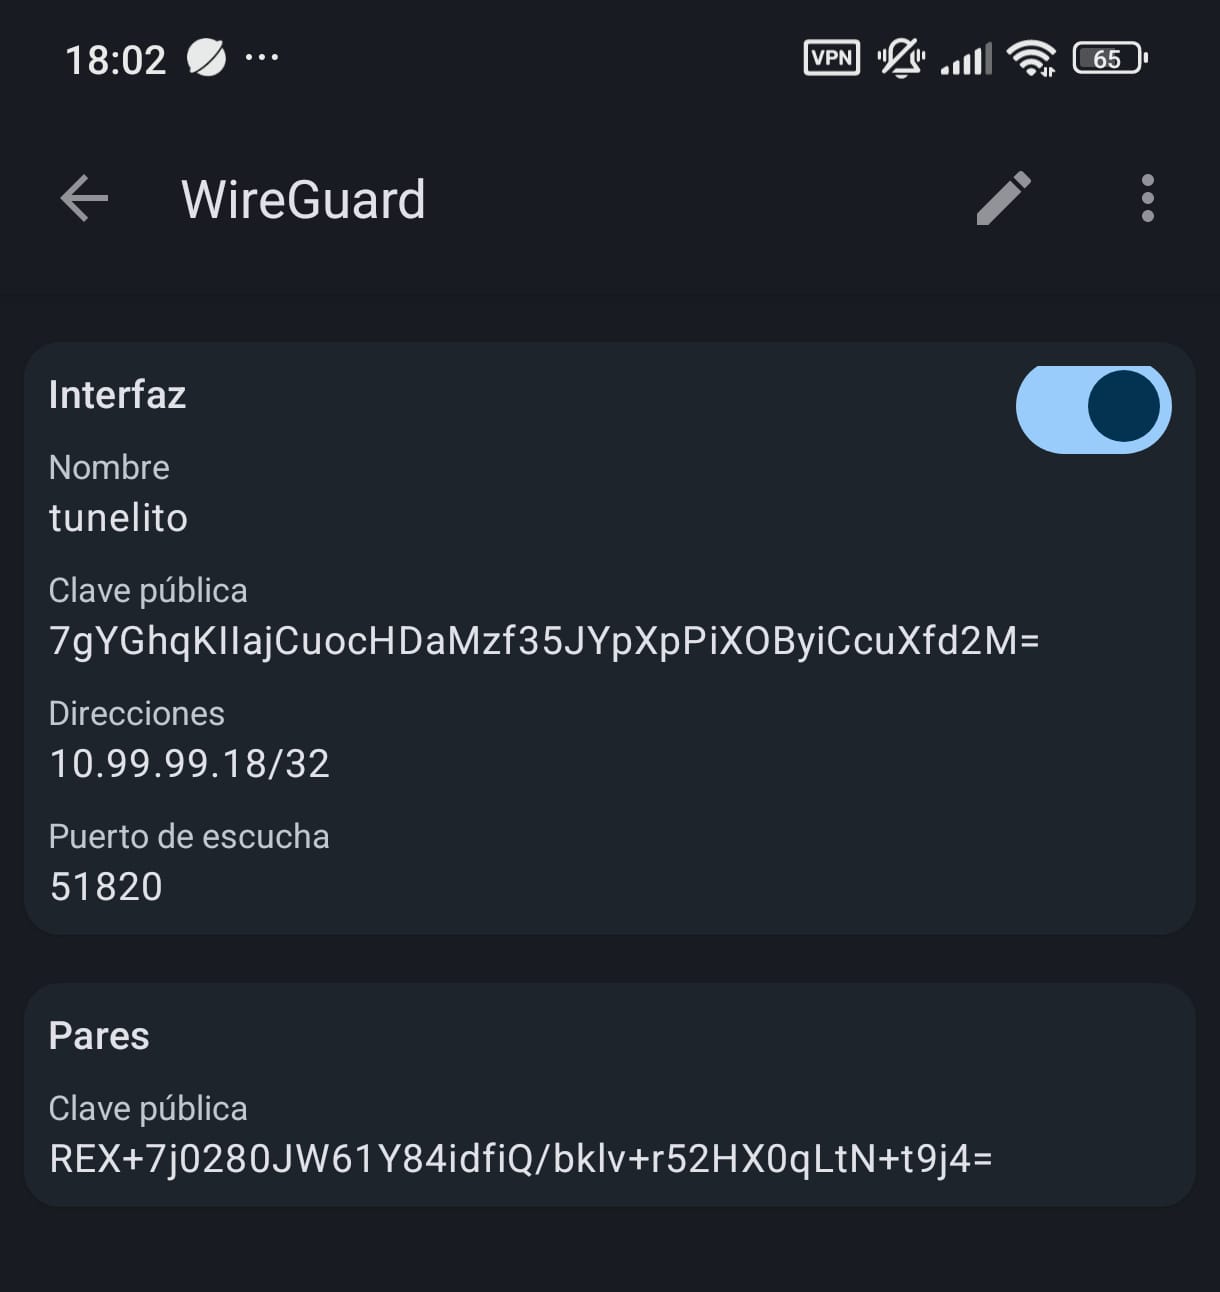 18:02 ...
VPN 65
WireGuard
Interfaz
Nombre
tunelito
Clave pública
7gYGhqKIIajCuocHDaMzf35JYpXpPiXOByiCcuXfd2M=
Direcciones
10.99.99.18/32
Puerto de escucha
51820
Pares
Clave pública
REX+7j0280JW61Y84idfiQ/bklv+r52HX0qLtN+t9j4=